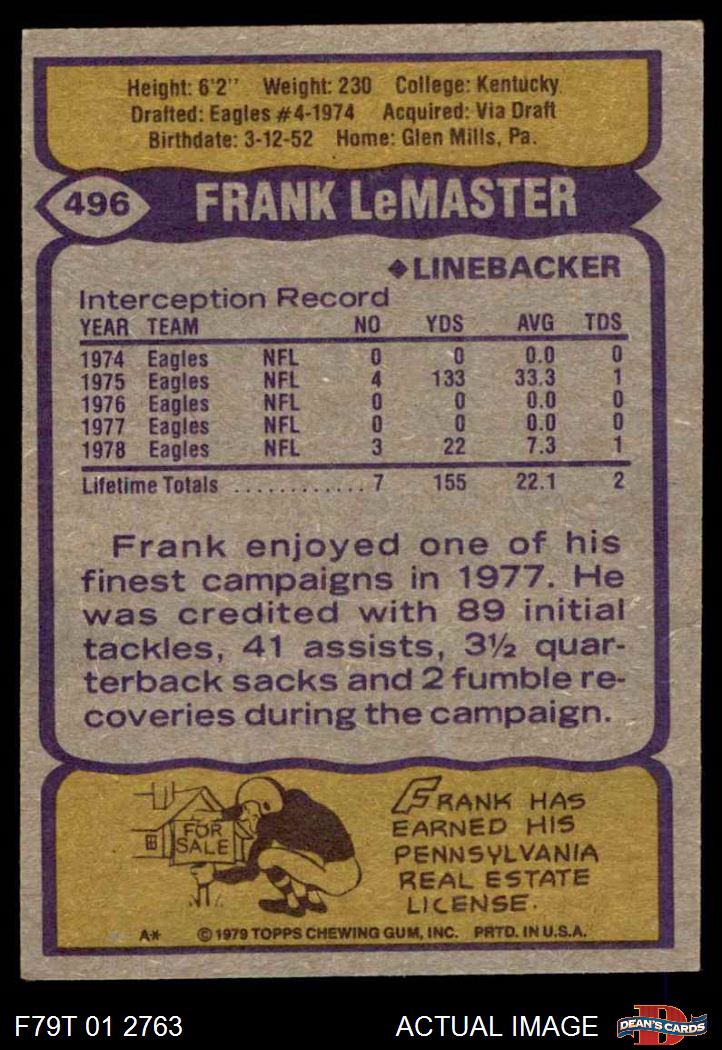 Height: 6'2" Weight: 230 College: Kentucky
Drafted: Eagles #4-1974 Acquired: Via Draft
Birthdate: 3-12-52 Home: Glen Mills, Pa.
496 FRANK LeMASTER
◆LINEBACKER
Interception Record
YEAR TEAM NO YDS AVG TDS
1974 Eagles NFL 0 0 0.0 0
1975 Eagles NFL 4 133 33.3 1
1976 Eagles NFL 0 0 0.0 0
1977 Eagles NFL 0 0 0.0 0
1978 Eagles NFL 3 22 7.3 1
Lifetime Totals ............ 7 155 22.1 2
Frank enjoyed one of his
finest campaigns in 1977. He
was credited with 89 initial
tackles, 41 assists, 3½ quar-
terback sacks and 2 fumble re-
coveries during the campaign.
FOR
SALE
FRANK HAS
EARNED HIS
PENNSYLVANIA
REAL ESTATE
LICENSE.
A* © 1979 TOPPS CHEWING GUM, INC. PRTD. IN U.S.A.
F79T 01 2763 ACTUAL IMAGE D DEAN'S CARDS